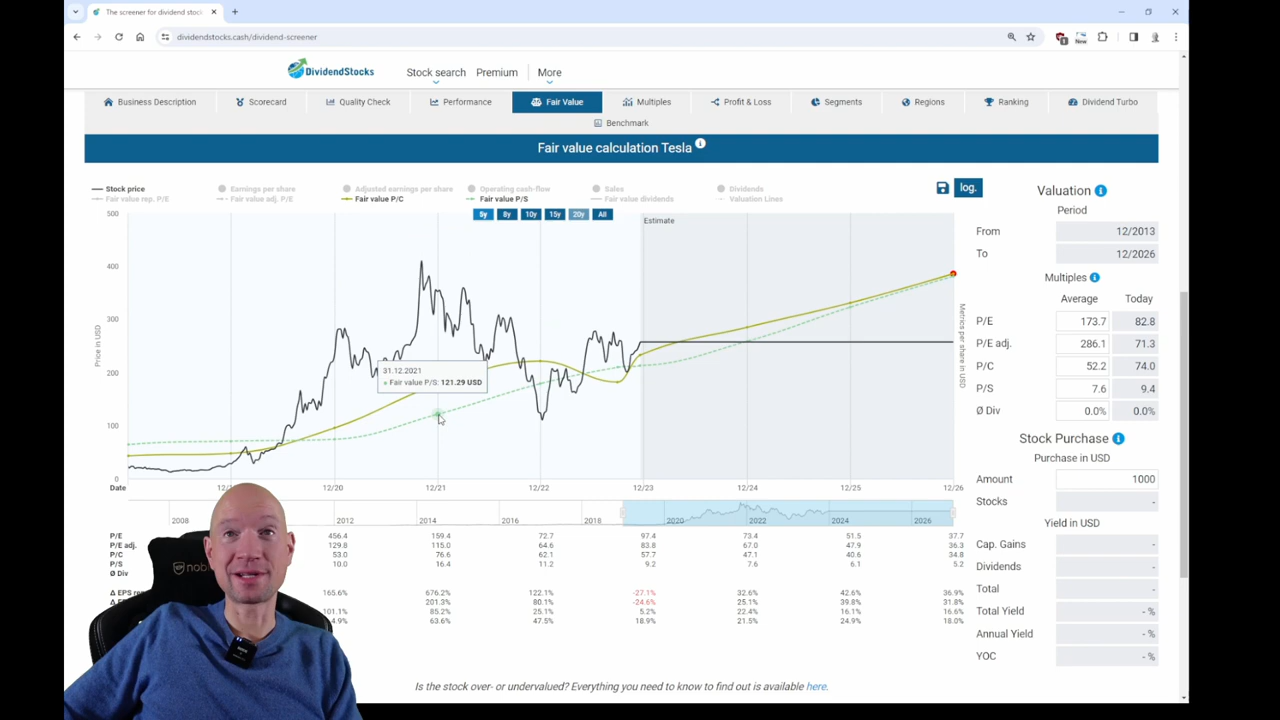 The screener for dividend stoc
dividendstocks.cash/dividend-screener
New
DividendStocks
Stock search Premium More
Business Description Scorecard Quality Check Performance Fair Value Multiples Profit & Loss Segments Regions Ranking Dividend Turbo
Benchmark
Fair value calculation Tesla
Stock price Earnings per share Adjusted earnings per share Operating cash-flow Sales Dividends
Fair value rep. P/E Fair value adj. P/E Fair value P/C Fair value P/S Fair value dividends Valuation Lines
log.
5y 8y 10y 15y 20y All
Estimate
500
400
300
200
100
0
Price in USD
Metrics per share in USD
31.12.2021
Fair value P/S: 121.29 USD
Date 12/20 12/21 12/22 12/23 12/24 12/25 12/26
2008 2012 2014 2016 2018 2020 2022 2024 2026
P/E 456.4 159.4 72.7 97.4 73.4 51.5 37.7
P/E adj. 129.8 115.0 64.6 83.8 67.0 47.9 36.3
P/C 53.0 76.6 62.1 57.7 47.1 40.6 34.8
P/S 10.0 16.4 11.2 9.2 7.6 6.1 5.2
Ø Div
Δ EPS 165.6% 676.2% 122.1% -27.1% 32.6% 42.6% 36.9%
201.3% 80.1% -24.6% 25.1% 39.8% 31.8%
101.1% 85.2% 25.1% 5.2% 22.4% 16.1% 16.6%
63.6% 47.5% 18.9% 21.5% 24.9% 18.0%
Valuation
Period
From 12/2013
To 12/2026
Multiples
Average Today
P/E 173.7 82.8
P/E adj. 286.1 71.3
P/C 52.2 74.0
P/S 7.6 9.4
Ø Div 0.0% 0.0%
Stock Purchase
Purchase in USD
Amount 1000
Stocks -
Yield in USD
Cap. Gains -
Dividends -
Total -
Total Yield - %
Annual Yield - %
YOC - %
Is the stock over- or undervalued? Everything you need to know to find out is available here.